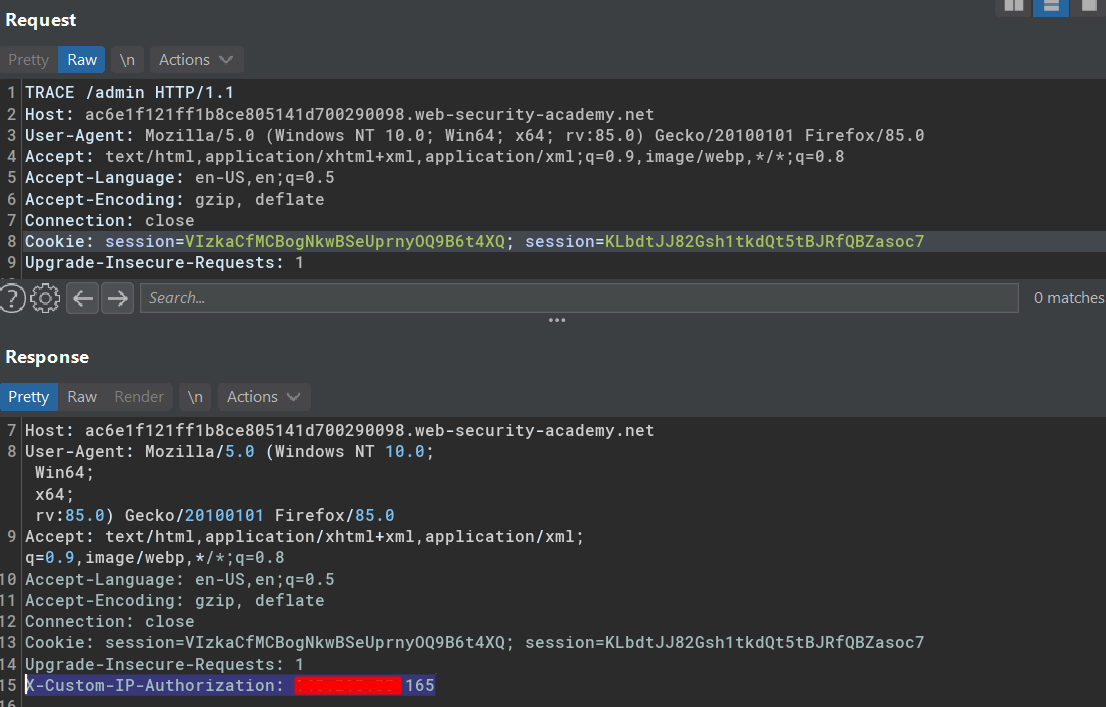 Request
Pretty Raw \n Actions
1 TRACE /admin HTTP/1.1
2 Host: ac6e1f121ff1b8ce805141d700290098.web-security-academy.net
3 User-Agent: Mozilla/5.0 (Windows NT 10.0; Win64; x64; rv:85.0) Gecko/20100101 Firefox/85.0
4 Accept: text/html,application/xhtml+xml,application/xml;q=0.9,image/webp,*/*;q=0.8
5 Accept-Language: en-US,en;q=0.5
6 Accept-Encoding: gzip, deflate
7 Connection: close
8 Cookie: session=VIzkaCfMCBogNkwBSeUprnyOQ9B6t4XQ; session=KLbdtJJ82Gsh1tkdQt5tBJRfQBZasoc7
9 Upgrade-Insecure-Requests: 1
? Search... 0 matches
Response
Pretty Raw Render \n Actions
7 Host: ac6e1f121ff1b8ce805141d700290098.web-security-academy.net
8 User-Agent: Mozilla/5.0 (Windows NT 10.0;
Win64;
x64;
rv:85.0) Gecko/20100101 Firefox/85.0
9 Accept: text/html,application/xhtml+xml,application/xml;
q=0.9,image/webp,*/*;q=0.8
10 Accept-Language: en-US,en;q=0.5
11 Accept-Encoding: gzip, deflate
12 Connection: close
13 Cookie: session=VIzkaCfMCBogNkwBSeUprnyOQ9B6t4XQ; session=KLbdtJJ82Gsh1tkdQt5tBJRfQBZasoc7
14 Upgrade-Insecure-Requests: 1
15 X-Custom-IP-Authorization: 165
16